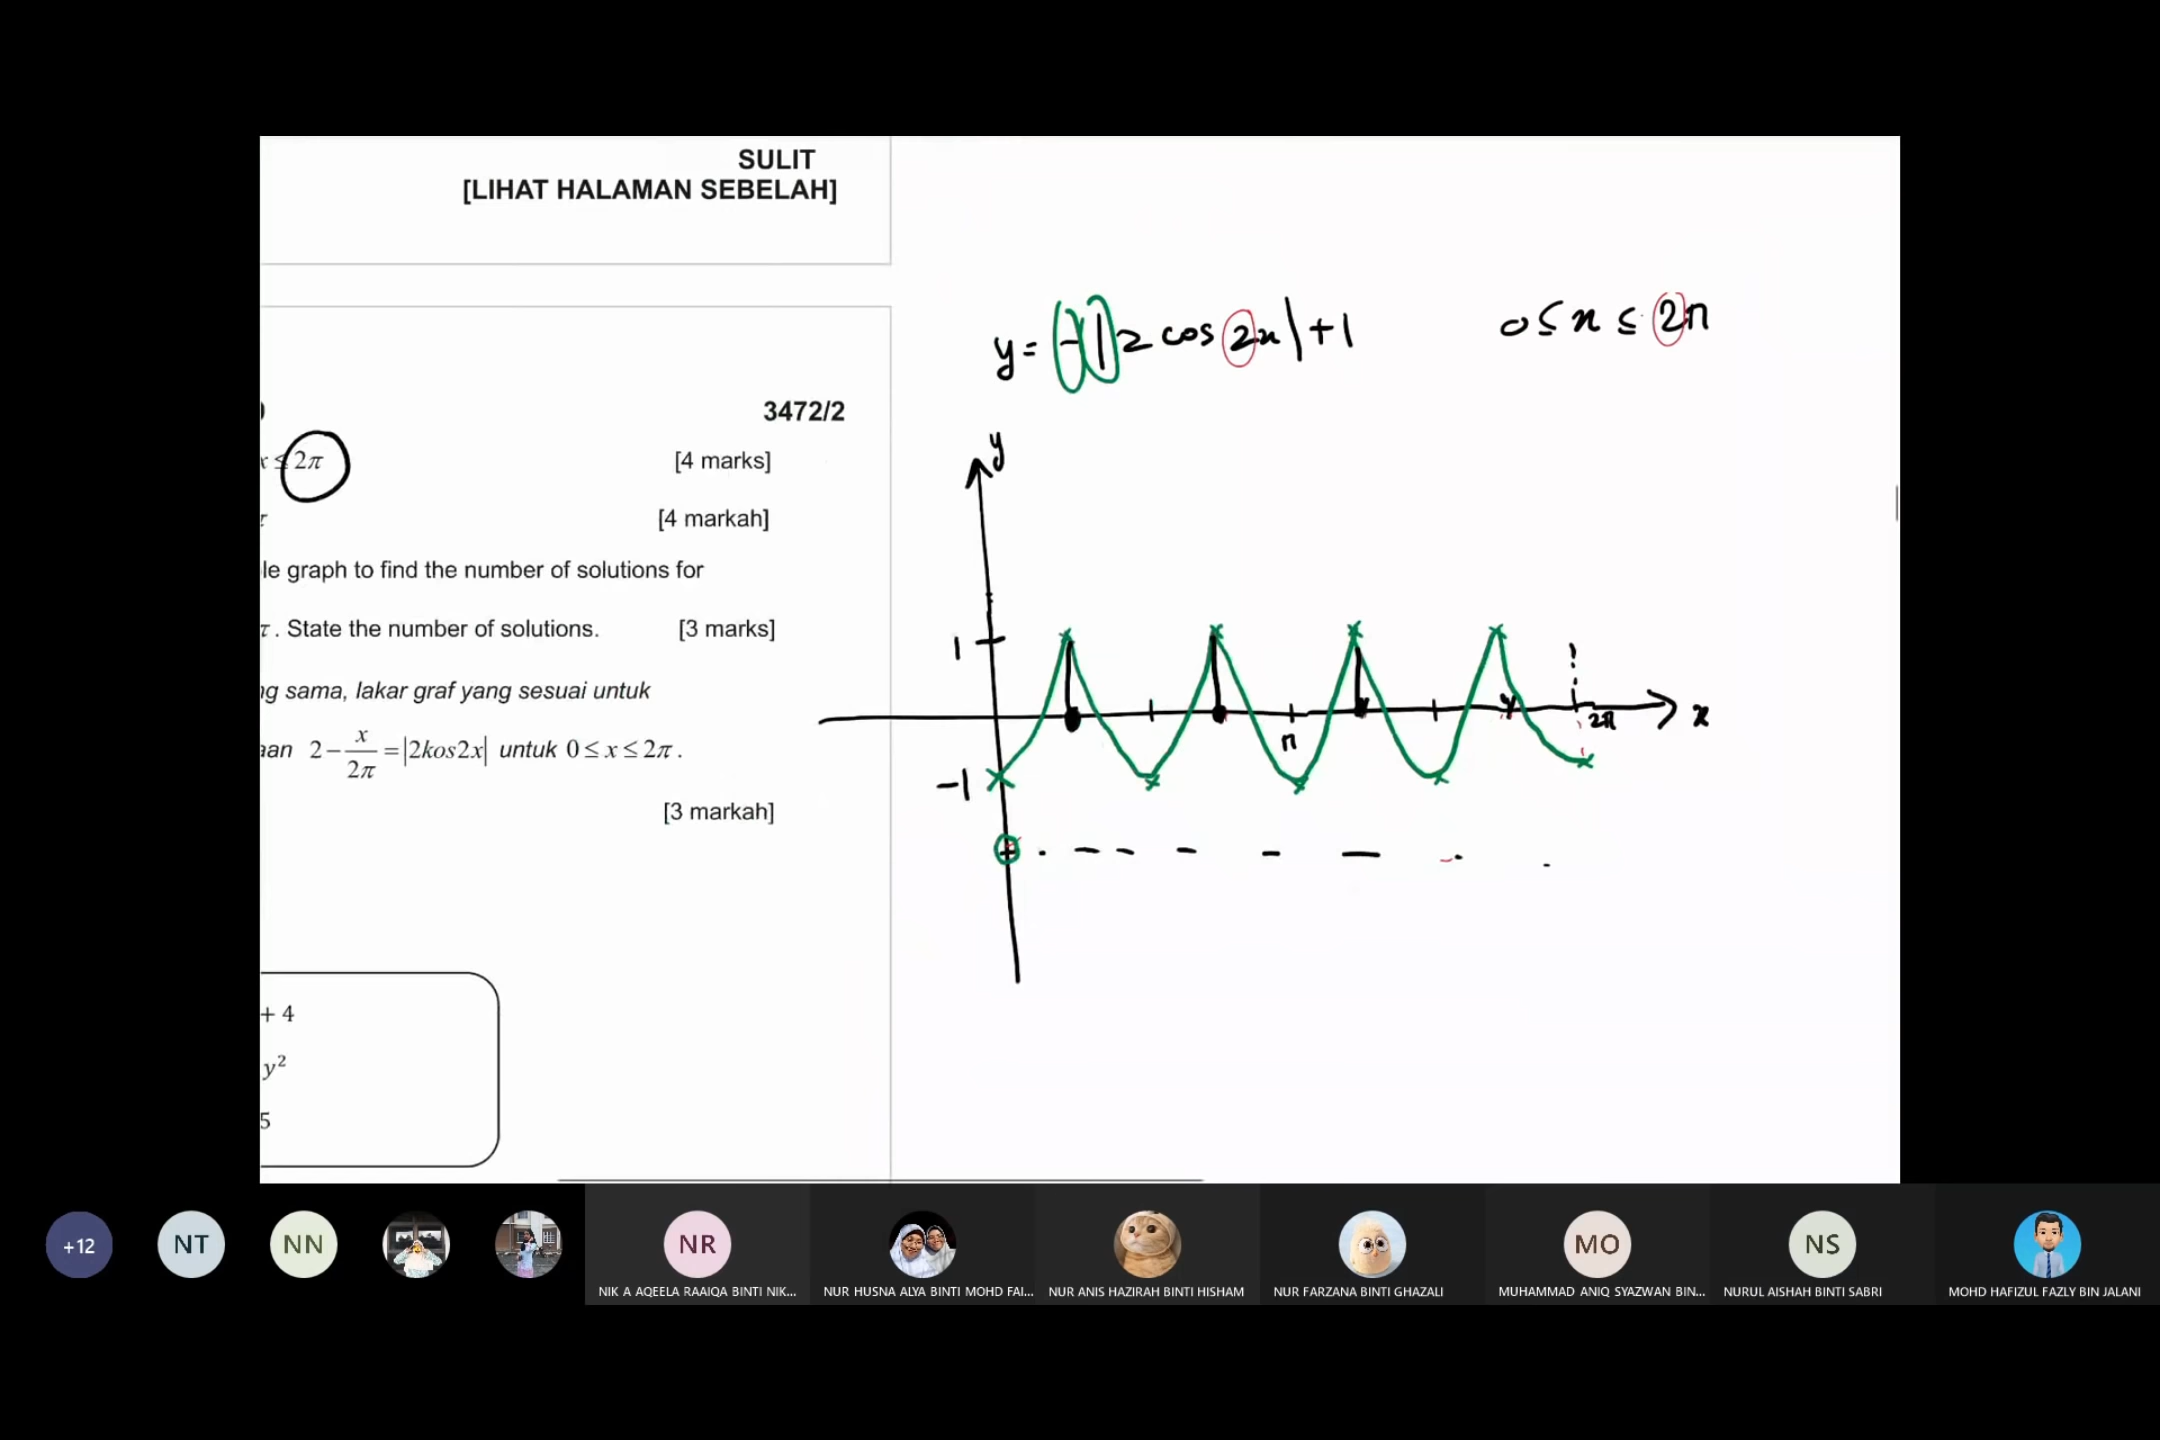 SULIT
[LIHAT HALAMAN SEBELAH]
3472/2
x ≤ 2π
[4 marks]
[4 markah]
le graph to find the number of solutions for
. State the number of solutions.
[3 marks]
ng sama, lakar graf yang sesuai untuk
aan 2 - x/2π = |2kos2x| untuk 0 ≤ x ≤ 2π.
[3 markah]
+ 4
y²
5
y = -|2 cos 2x| + 1
0 ≤ x ≤ 2π
y
1
-1
π
2π
x
+12
NT
NN
NR
MO
NS
NIK A AQEELA RAAIQA BINTI NIK...
NUR HUSNA ALYA BINTI MOHD FAI...
NUR ANIS HAZIRAH BINTI HISHAM
NUR FARZANA BINTI GHAZALI
MUHAMMAD ANIQ SYAZWAN BIN...
NURUL AISHAH BINTI SABRI
MOHD HAFIZUL FAZLY BIN JALANI